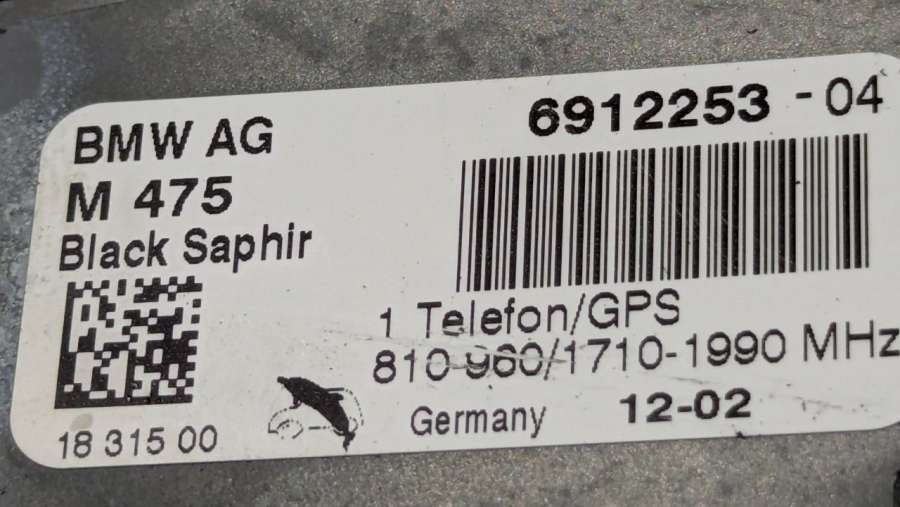 BMW AG
M 475
Black Saphir
18 315 00
6912253 - 04
1 Telefon/GPS
810-960/1710-1990 MHz
Germany 12-02